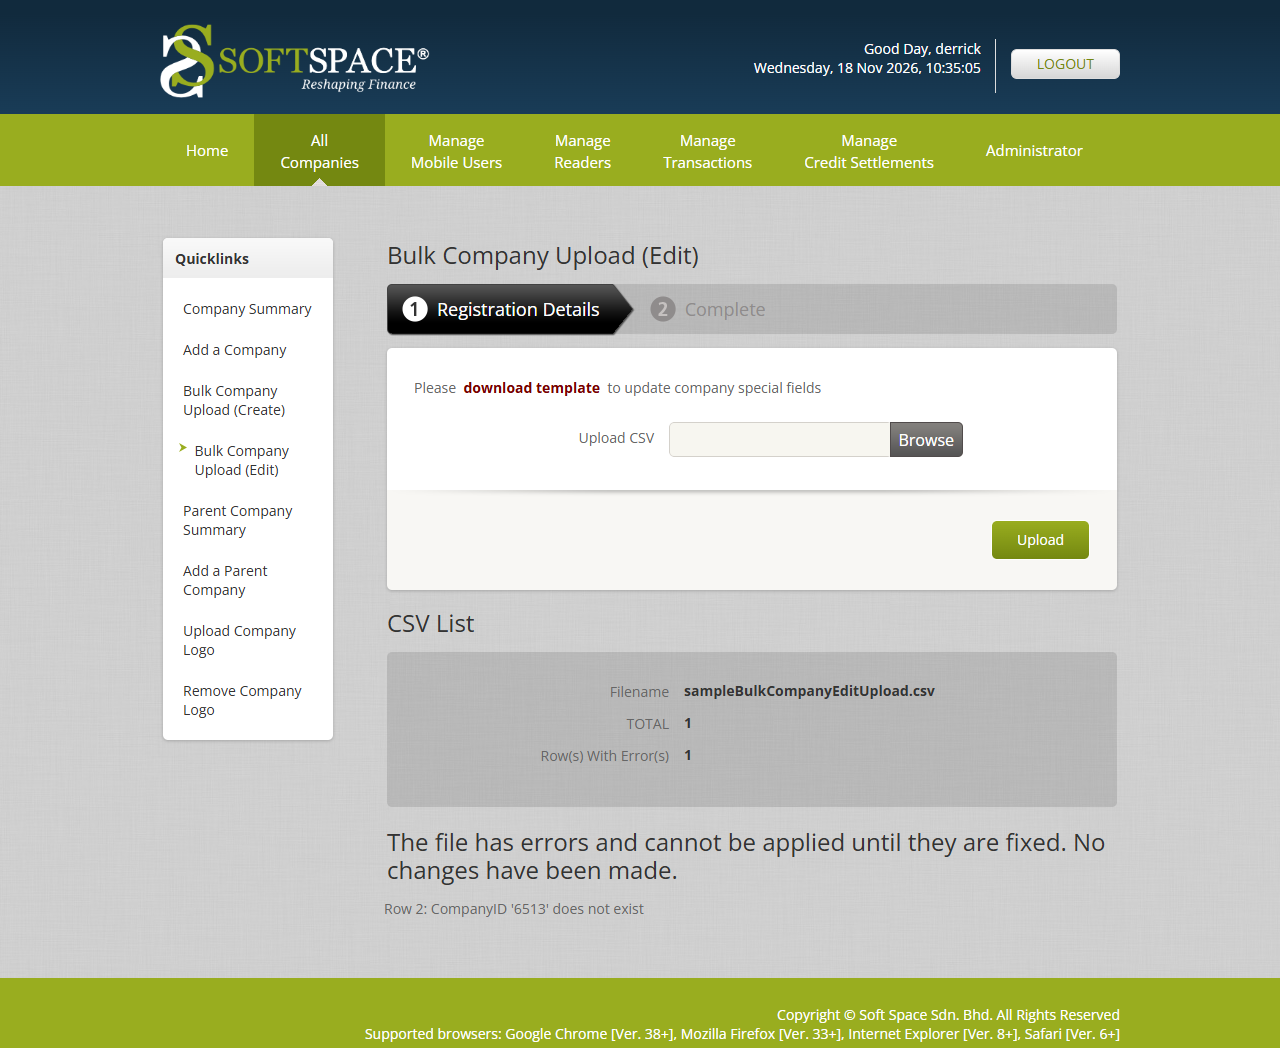 SOFTSPACE®
Reshaping Finance
Good Day, derrick
Wednesday, 18 Nov 2026, 10:35:05
LOGOUT
Home
All
Companies
Manage
Mobile Users
Manage
Readers
Manage
Transactions
Manage
Credit Settlements
Administrator
Quicklinks
Company Summary
Add a Company
Bulk Company
Upload (Create)
Bulk Company
Upload (Edit)
Parent Company
Summary
Add a Parent
Company
Upload Company
Logo
Remove Company
Logo
Bulk Company Upload (Edit)
1 Registration Details
2 Complete
Please download template to update company special fields
Upload CSV
Browse
Upload
CSV List
Filename sampleBulkCompanyEditUpload.csv
TOTAL 1
Row(s) With Error(s) 1
The file has errors and cannot be applied until they are fixed. No
changes have been made.
Row 2: CompanyID '6513' does not exist
Copyright © Soft Space Sdn. Bhd. All Rights Reserved
Supported browsers: Google Chrome [Ver. 38+], Mozilla Firefox [Ver. 33+], Internet Explorer [Ver. 8+], Safari [Ver. 6+]